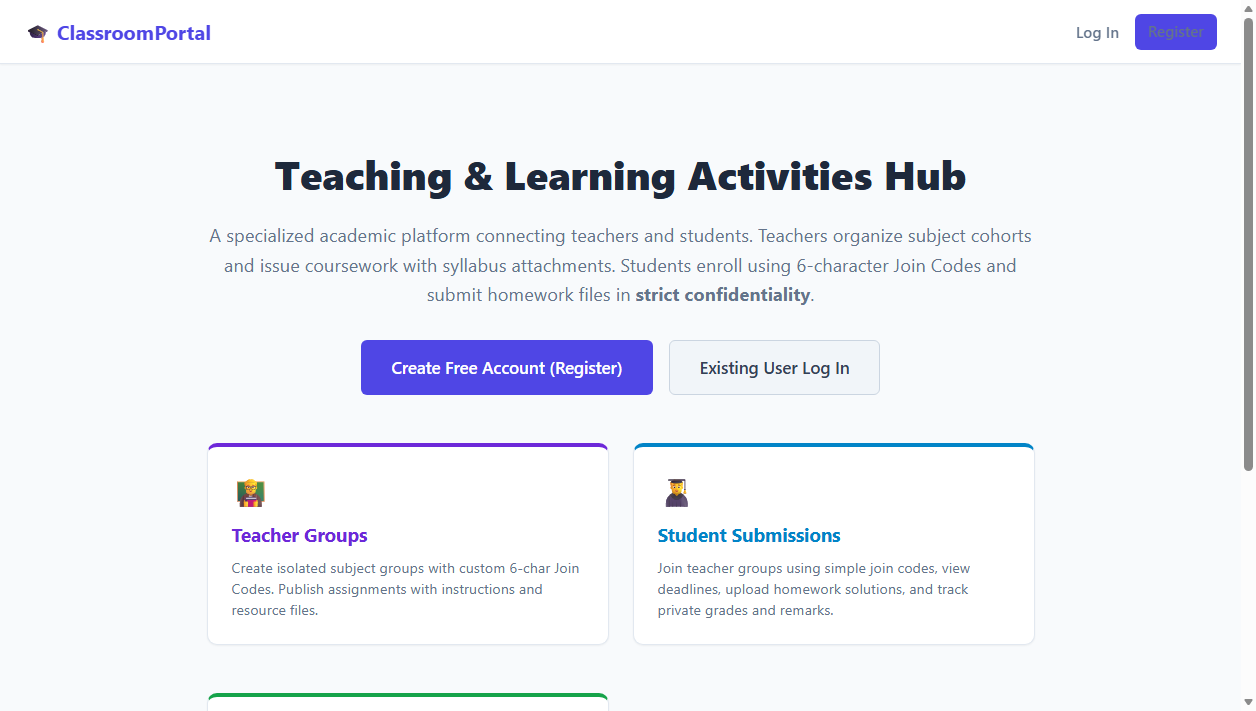 ClassroomPortal
Log In
Register
Teaching & Learning Activities Hub
A specialized academic platform connecting teachers and students. Teachers organize subject cohorts
and issue coursework with syllabus attachments. Students enroll using 6-character Join Codes and
submit homework files in strict confidentiality.
Create Free Account (Register)
Existing User Log In
Teacher Groups
Create isolated subject groups with custom 6-char Join
Codes. Publish assignments with instructions and
resource files.
Student Submissions
Join teacher groups using simple join codes, view
deadlines, upload homework solutions, and track
private grades and remarks.